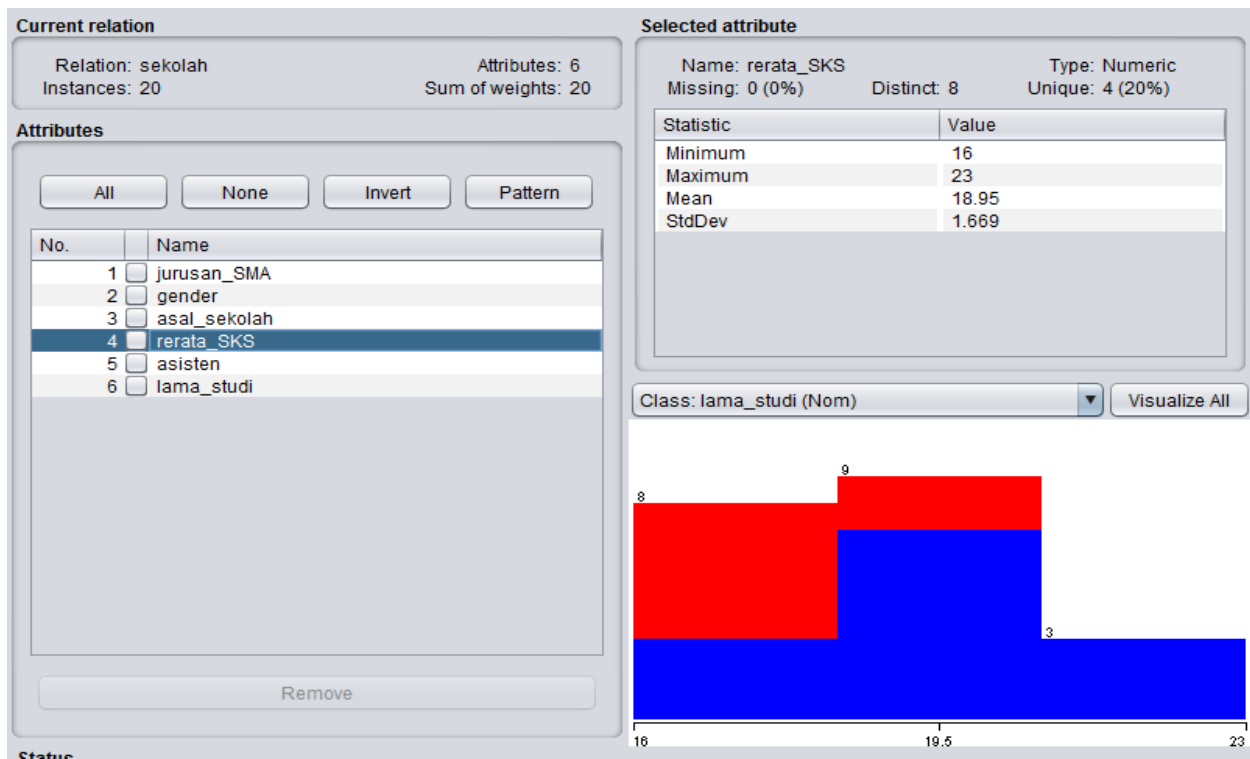 Current relation
Relation: sekolah Attributes: 6
Instances: 20 Sum of weights: 20
Attributes
All None Invert Pattern
No. Name
1 jurusan_SMA
2 gender
3 asal_sekolah
4 rerata_SKS
5 asisten
6 lama_studi
Remove
Status
Selected attribute
Name: rerata_SKS Type: Numeric
Missing: 0 (0%) Distinct: 8 Unique: 4 (20%)
Statistic Value
Minimum 16
Maximum 23
Mean 18.95
StdDev 1.669
Class: lama_studi (Nom) Visualize All
9
8
3
16 19.5 23